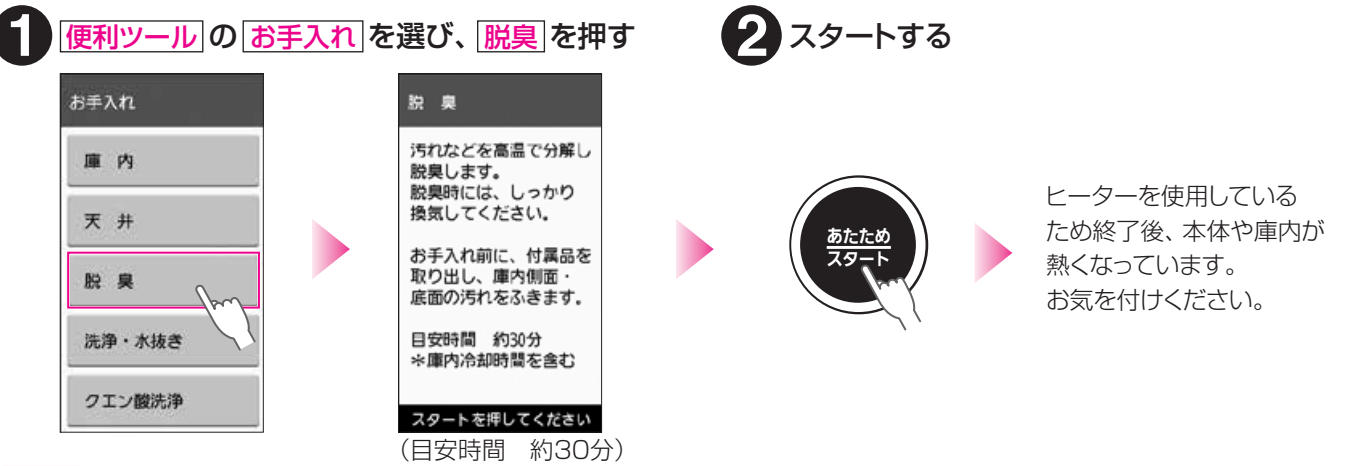 1 便利ツール の お手入れ を選び、 脱臭 を押す
お手入れ
庫 内
天 井
脱 臭
洗浄・水抜き
クエン酸洗浄
脱 臭
汚れなどを高温で分解し
脱臭します。
脱臭時には、しっかり
換気してください。
お手入れ前に、付属品を
取り出し、庫内側面・
底面の汚れをふきます。
目安時間 約30分
＊庫内冷却時間を含む
スタートを押してください
（目安時間 約30分）
2 スタートする
あたため
スタート
ヒーターを使用している
ため終了後、本体や庫内が
熱くなっています。
お気を付けください。